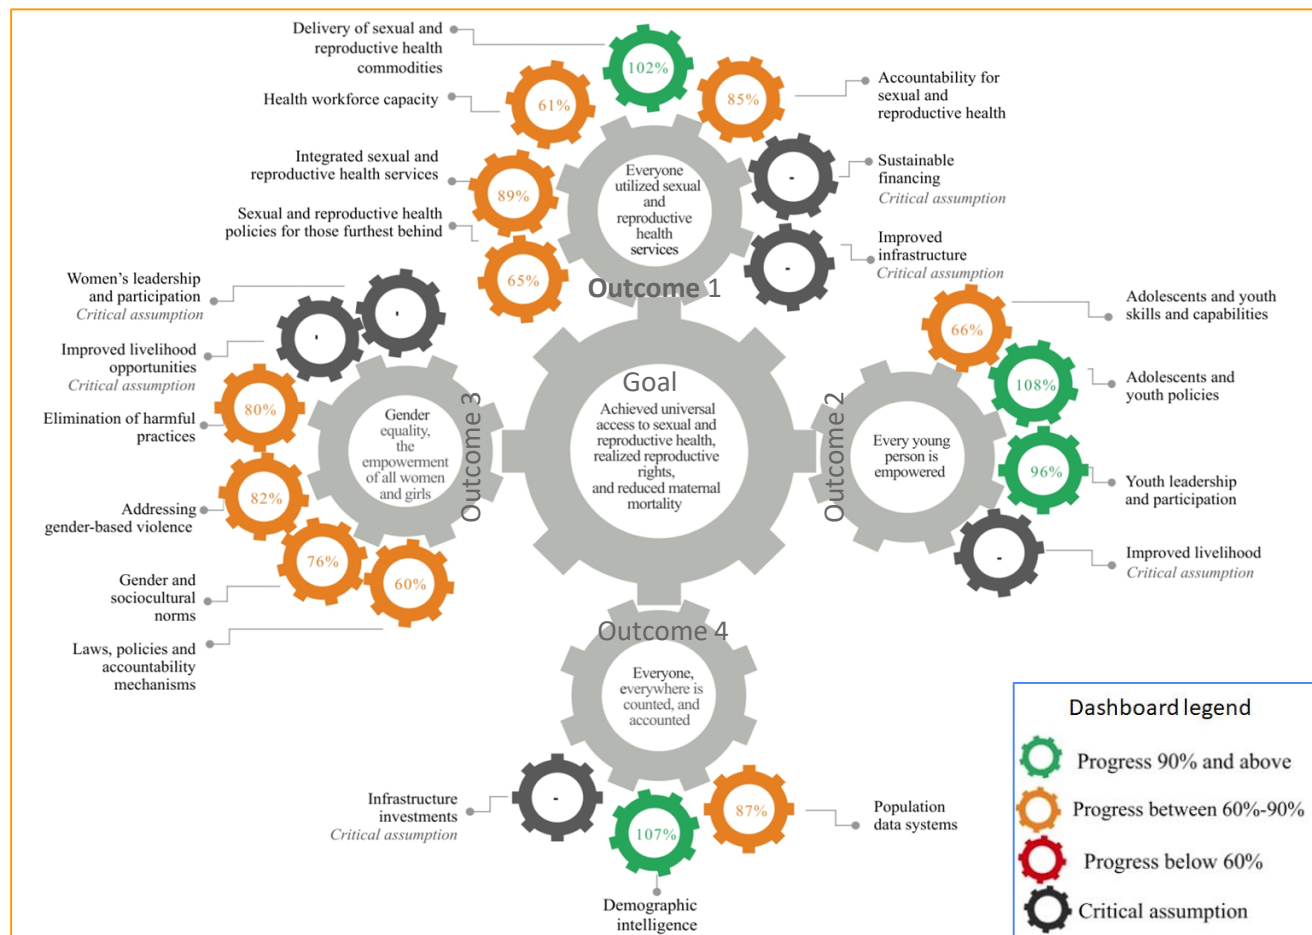 Delivery of sexual and
reproductive health
commodities
102%
85%
Accountability for
sexual and
reproductive health
Health workforce capacity
61%
Integrated sexual and
reproductive health services
89%
Everyone
utilized sexual
and
reproductive
health
services
-
Sustainable
financing
Critical assumption
Sexual and reproductive health
policies for those furthest behind
65%
-
Improved
infrastructure
Critical assumption
Outcome 1
Women's leadership
and participation
Critical assumption
-
Improved livelihood
opportunities
Critical assumption
-
Elimination of harmful
practices
80%
Addressing
gender-based violence
82%
Gender and
sociocultural
norms
76%
Laws, policies and
accountability
mechanisms
60%
Gender
equality,
the
empowerment
of all women
and girls
Outcome 3
Goal
Achieved universal
access to sexual and
reproductive health,
realized reproductive
rights,
and reduced maternal
mortality
Outcome 2
Every young
person is
empowered
66%
Adolescents and youth
skills and capabilities
108%
Adolescents and
youth policies
96%
Youth leadership
and participation
-
Improved livelihood
Critical assumption
Outcome 4
Everyone,
everywhere is
counted, and
accounted
Infrastructure
investments
Critical assumption
-
107%
Demographic
intelligence
87%
Population
data systems
Dashboard legend
Progress 90% and above
Progress between 60%-90%
Progress below 60%
Critical assumption